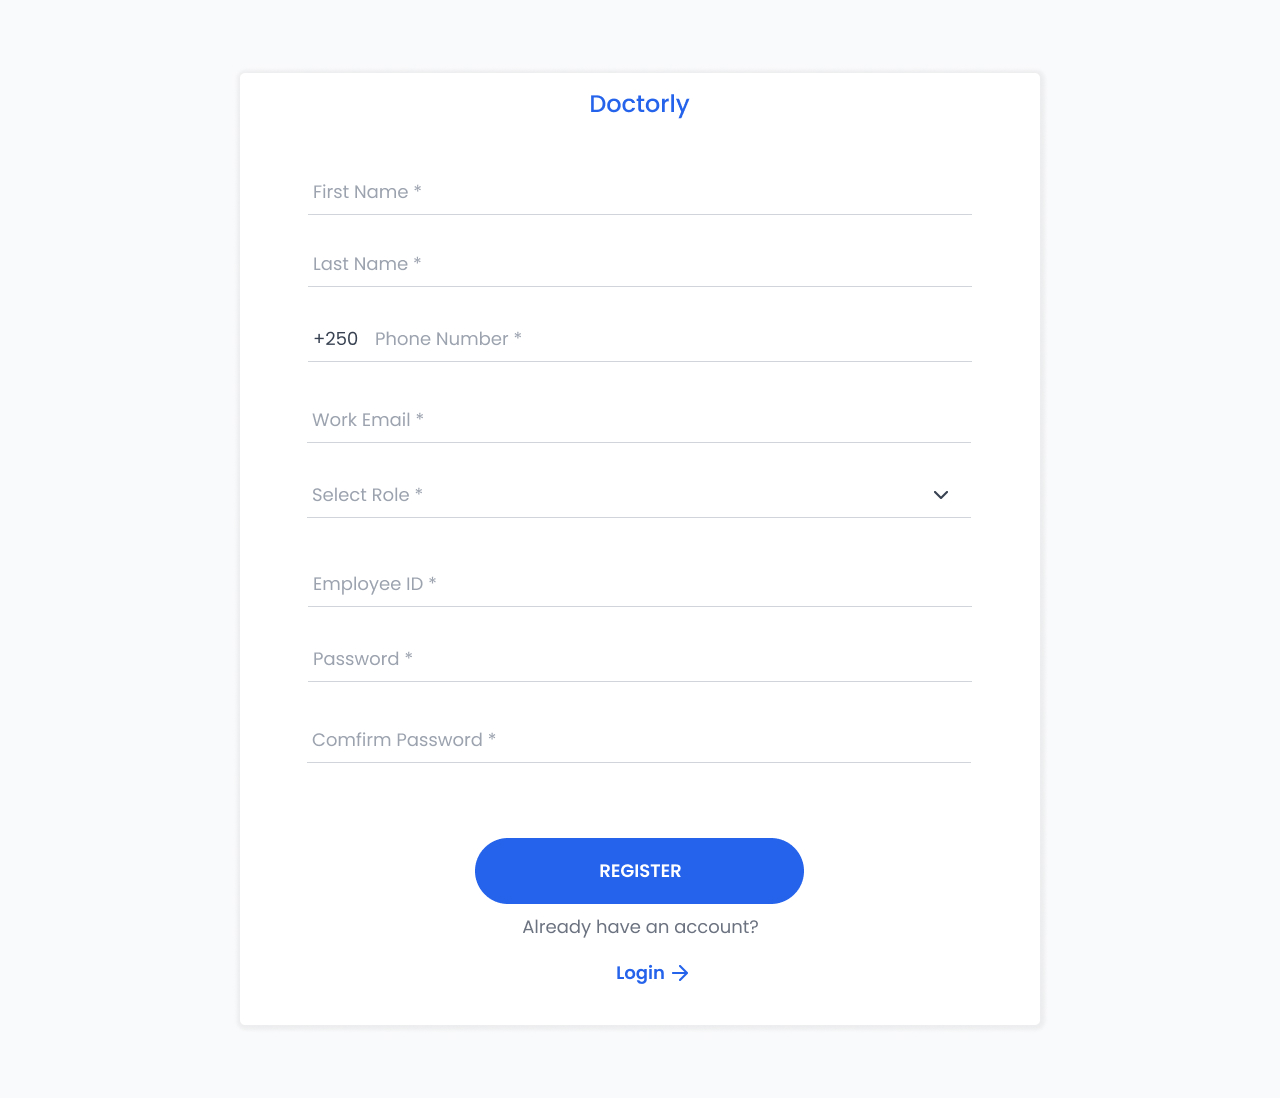 Doctorly
First Name *
Last Name *
+250 Phone Number *
Work Email *
Select Role *
Employee ID *
Password *
Comfirm Password *
REGISTER
Already have an account?
Login →